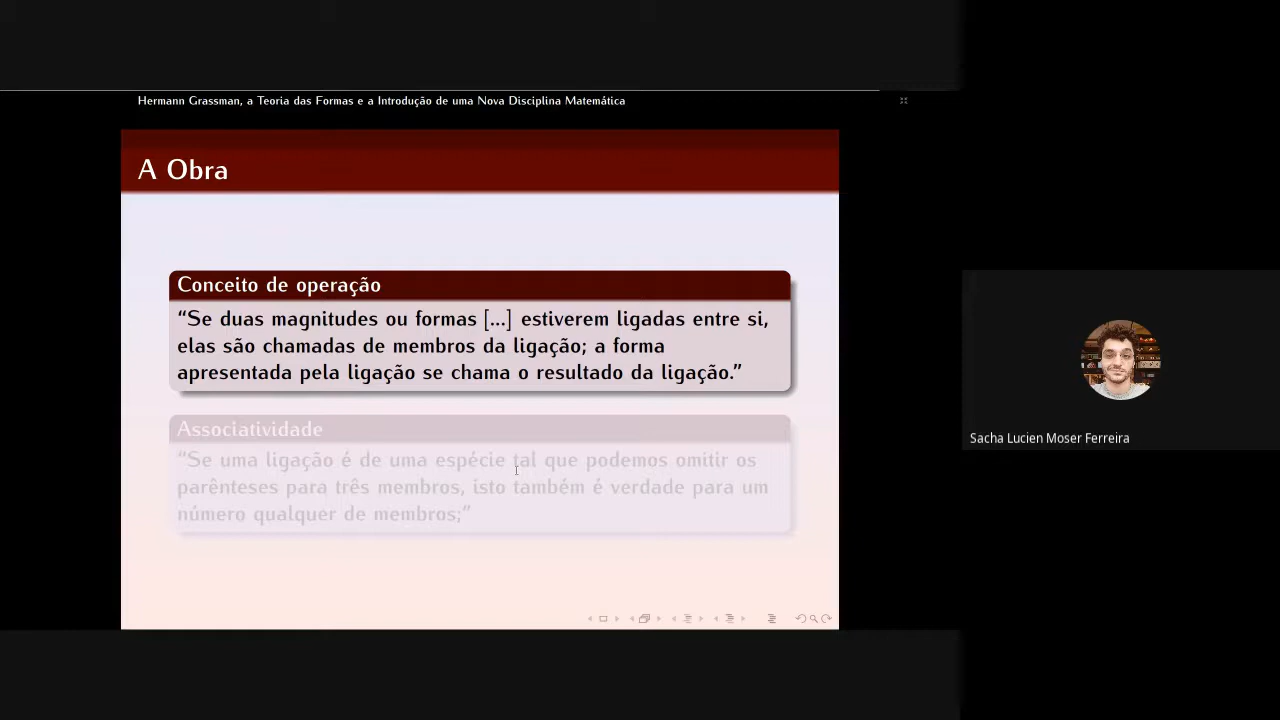 Hermann Grassman, a Teoria das Formas e a Introdução de uma Nova Disciplina Matemática
A Obra
Conceito de operação
“Se duas magnitudes ou formas [...] estiverem ligadas entre si,
elas são chamadas de membros da ligação; a forma
apresentada pela ligação se chama o resultado da ligação.”
Associatividade
“Se uma ligação é de uma espécie tal que podemos omitir os
parênteses para três membros, isto também é verdade para um
número qualquer de membros;”
Sacha Lucien Moser Ferreira